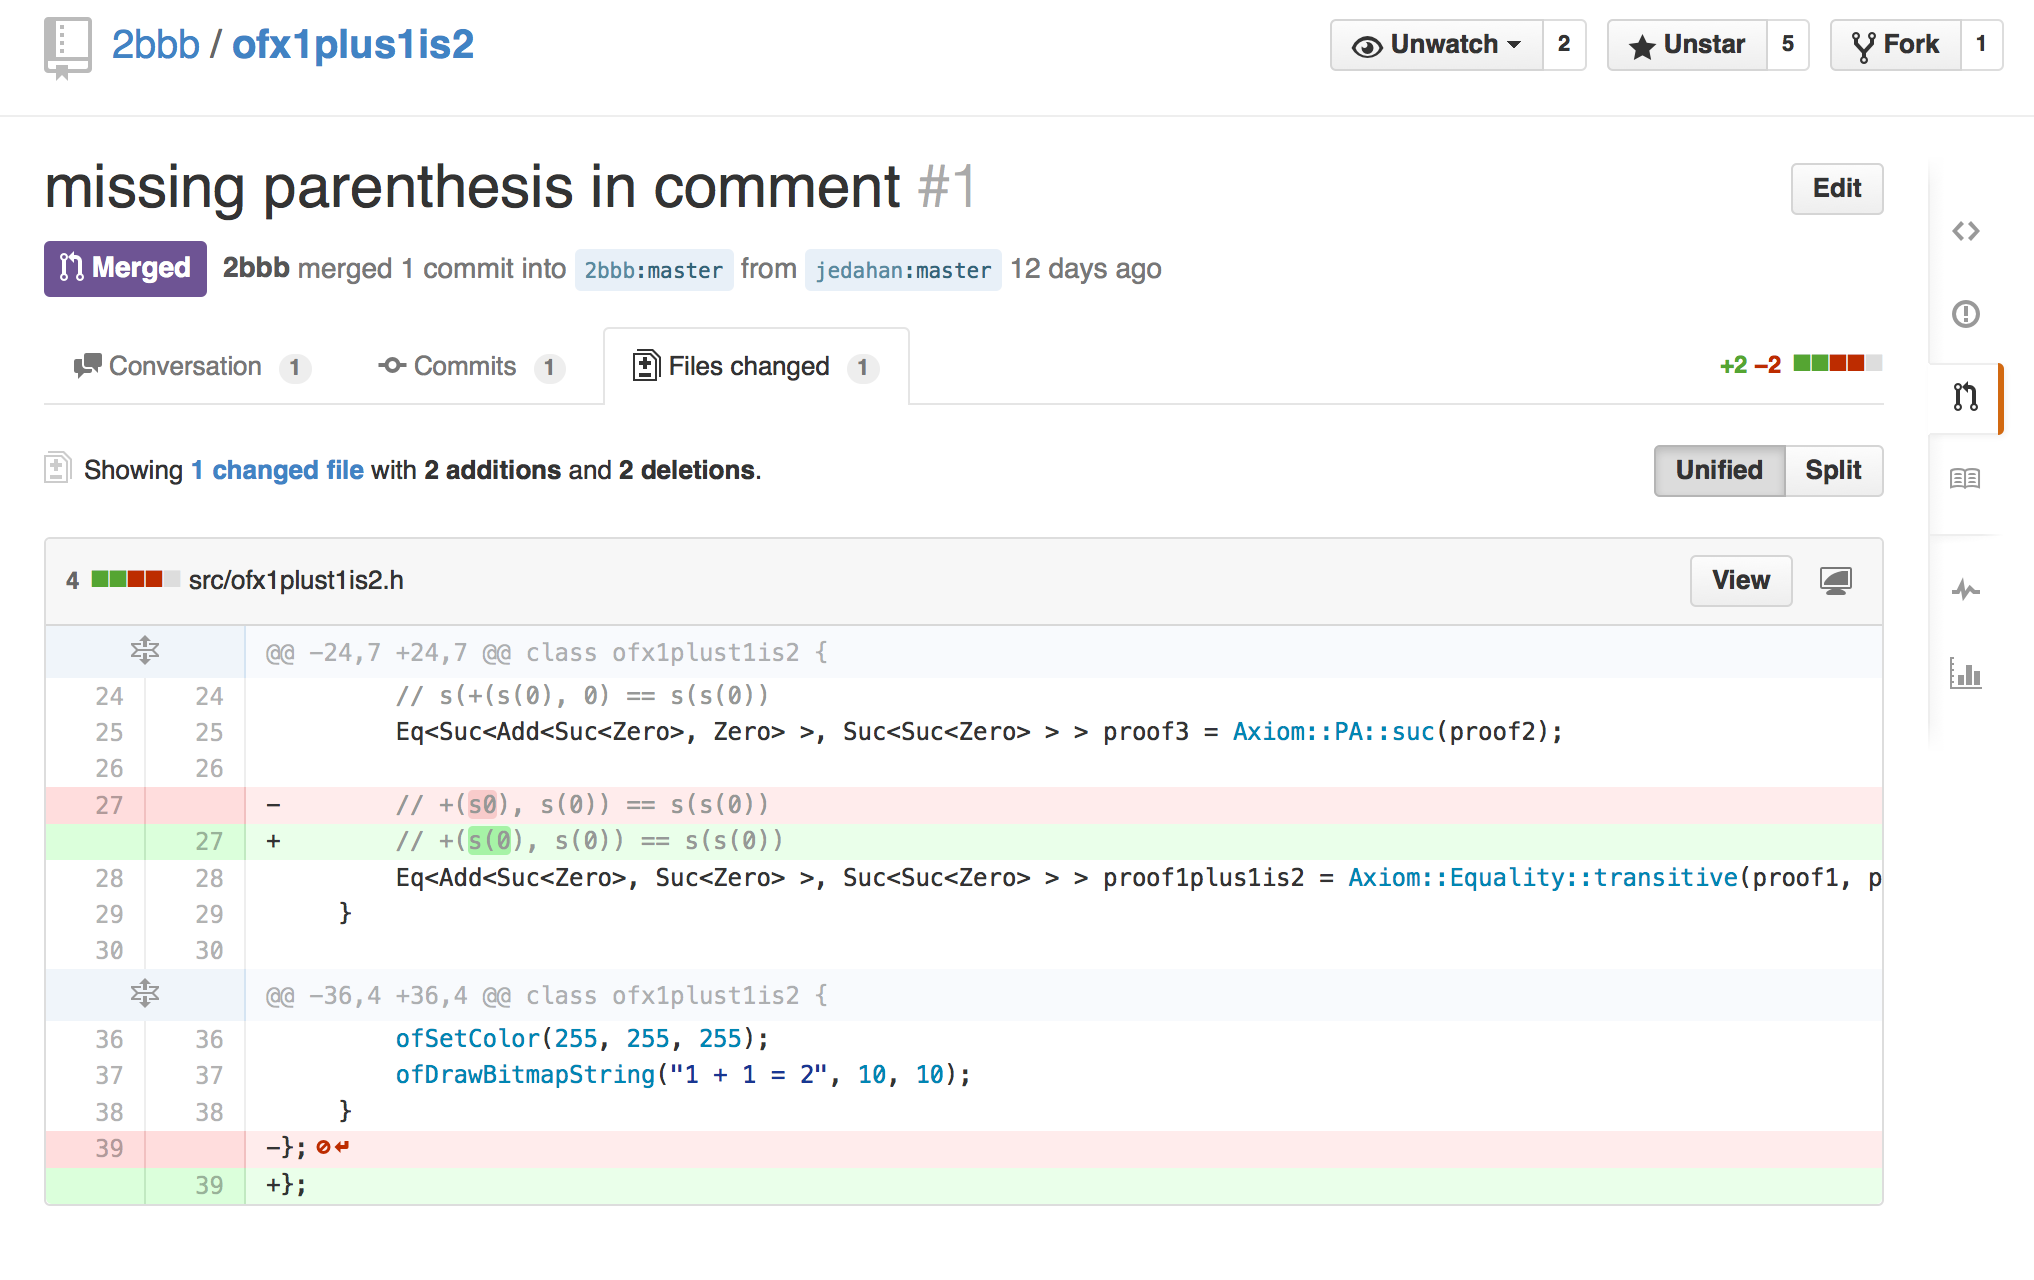 2bbb / ofx1plus1is2
Unwatch 2 Unstar 5 Fork 1
missing parenthesis in comment #1
Edit
Merged 2bbb merged 1 commit into 2bbb:master from jedahan:master 12 days ago
Conversation 1 Commits 1 Files changed 1 +2 −2
Showing 1 changed file with 2 additions and 2 deletions.
Unified Split
4 src/ofx1plust1is2.h View
@@ −24,7 +24,7 @@ class ofx1plust1is2 {
24 24 // s(+(s(0), 0) == s(s(0))
25 25 Eq<Suc<Add<Suc<Zero>, Zero> >, Suc<Suc<Zero> > > proof3 = Axiom::PA::suc(proof2);
26 26
27 − // +(s0), s(0)) == s(s(0))
27 + // +(s(0), s(0)) == s(s(0))
28 28 Eq<Add<Suc<Zero>, Suc<Zero> >, Suc<Suc<Zero> > > proof1plus1is2 = Axiom::Equality::transitive(proof1, p
29 29 }
30 30
@@ −36,4 +36,4 @@ class ofx1plust1is2 {
36 36 ofSetColor(255, 255, 255);
37 37 ofDrawBitmapString("1 + 1 = 2", 10, 10);
38 38 }
39 −};
39 +};